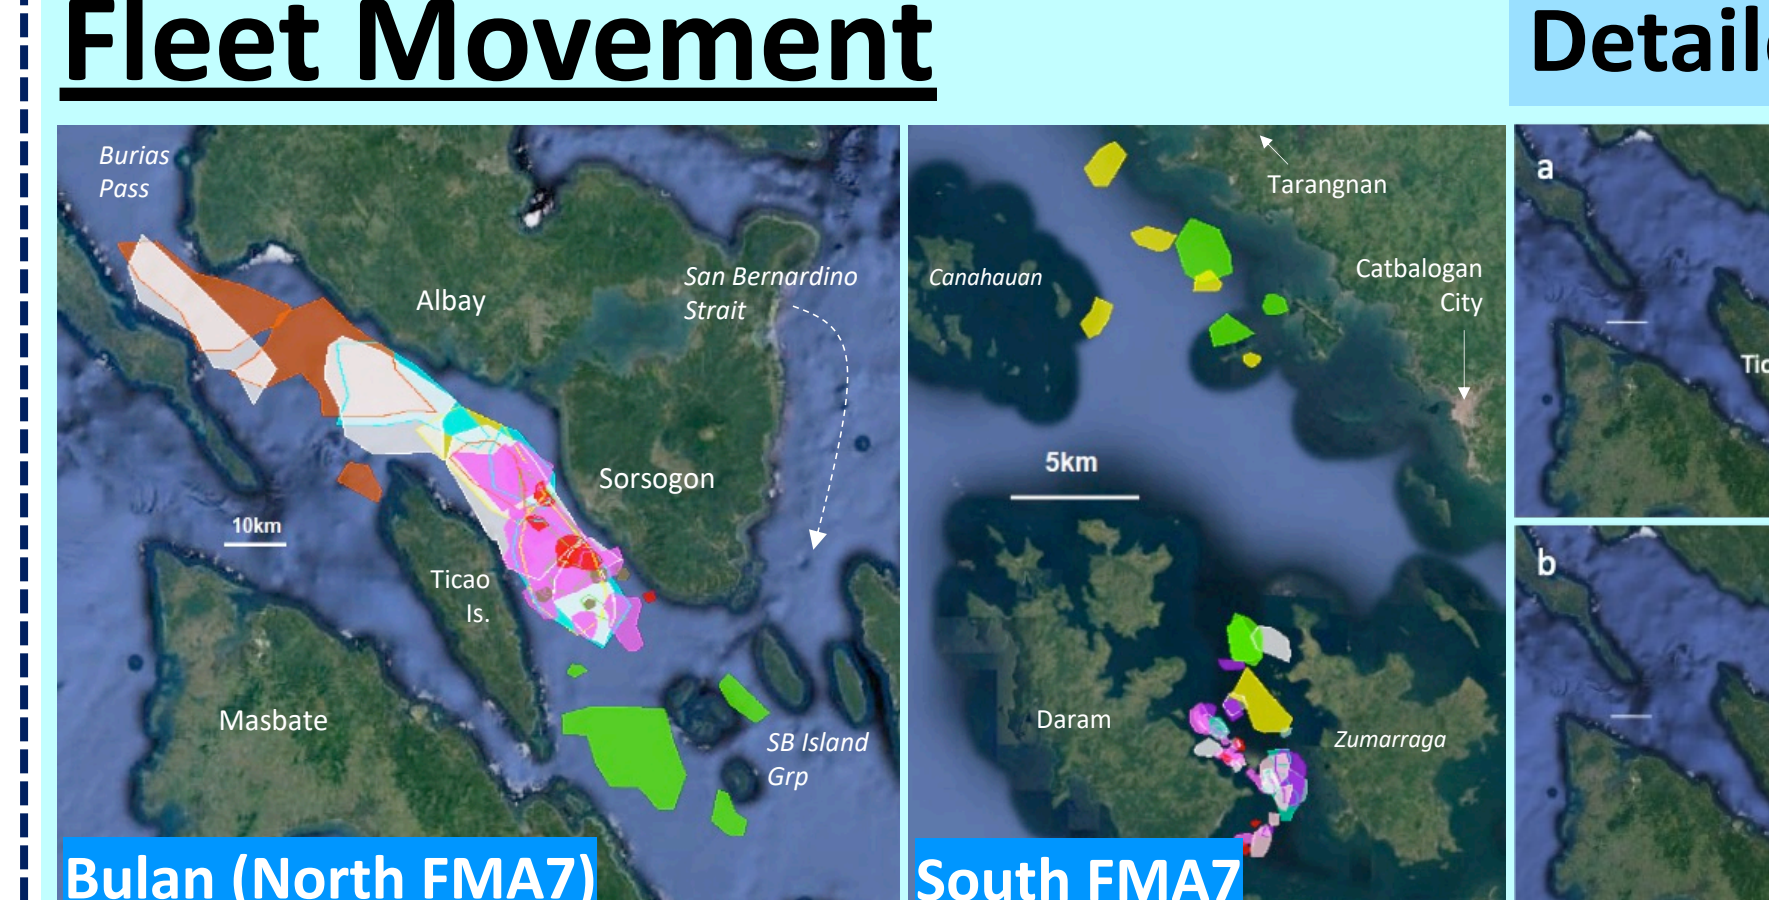 Fleet Movement
Burias
Pass
Albay
San Bernardino
Strait
Sorsogon
10km
Ticao
Is.
Masbate
SB Island
Grp
Bulan (North FMA7)
Tarangnan
Canahauan
Catbalogan
City
5km
Daram
Zumarraga
South FMA7
a
b